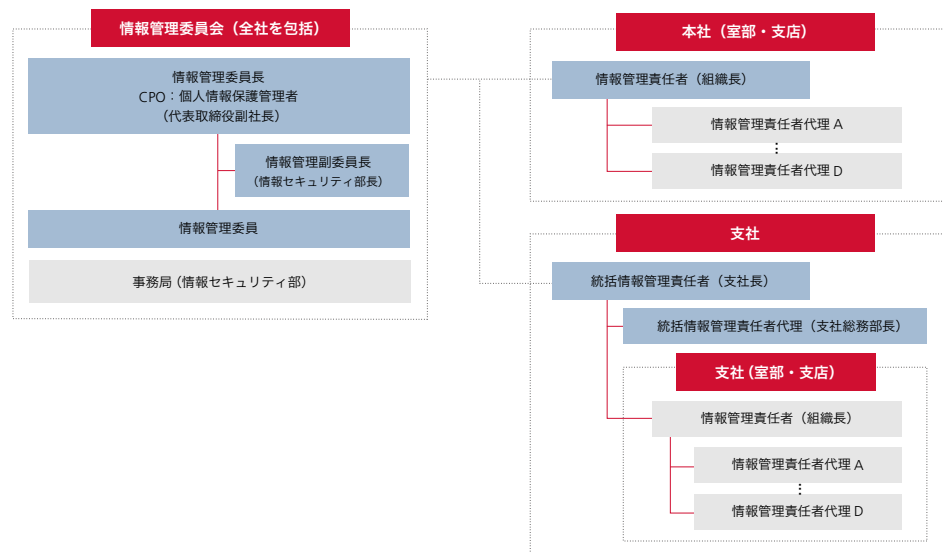 情報管理委員会（全社を包括）
情報管理委員長
CPO：個人情報保護管理者
（代表取締役副社長）
情報管理副委員長
（情報セキュリティ部長）
情報管理委員
事務局（情報セキュリティ部）
本社（室部・支店）
情報管理責任者（組織長）
情報管理責任者代理 A
⋮
情報管理責任者代理 D
支社
統括情報管理責任者（支社長）
統括情報管理責任者代理（支社総務部長）
支社（室部・支店）
情報管理責任者（組織長）
情報管理責任者代理 A
⋮
情報管理責任者代理 D